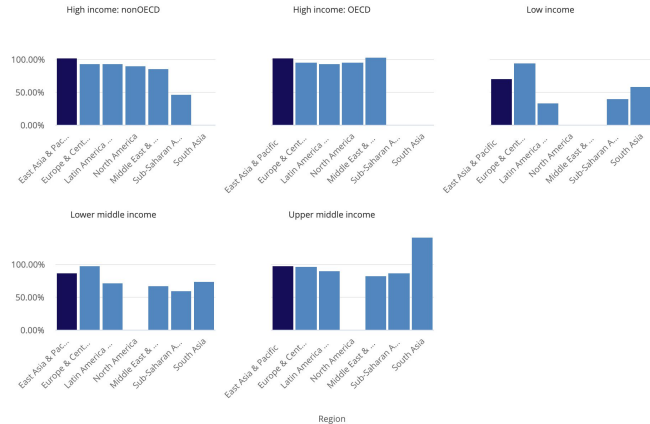 High income: nonOECD
High income: OECD
Low income
100.00%
50.00%
0.00%
East Asia & Pac...
Europe & Cent...
Latin America ...
North America
Middle East & ...
Sub-Saharan A...
South Asia
East Asia & Pacific
Europe & Cent...
Latin America ...
North America
Middle East & ...
Sub-Saharan A...
South Asia
East Asia & Pacific
Europe & Cent...
Latin America ...
North America
Middle East & ...
Sub-Saharan A...
South Asia
Lower middle income
Upper middle income
100.00%
50.00%
0.00%
East Asia & Pac...
Europe & Cent...
Latin America ...
North America
Middle East & ...
Sub-Saharan A...
South Asia
East Asia & Pacific
Europe & Cent...
Latin America ...
North America
Middle East & ...
Sub-Saharan A...
South Asia
Region